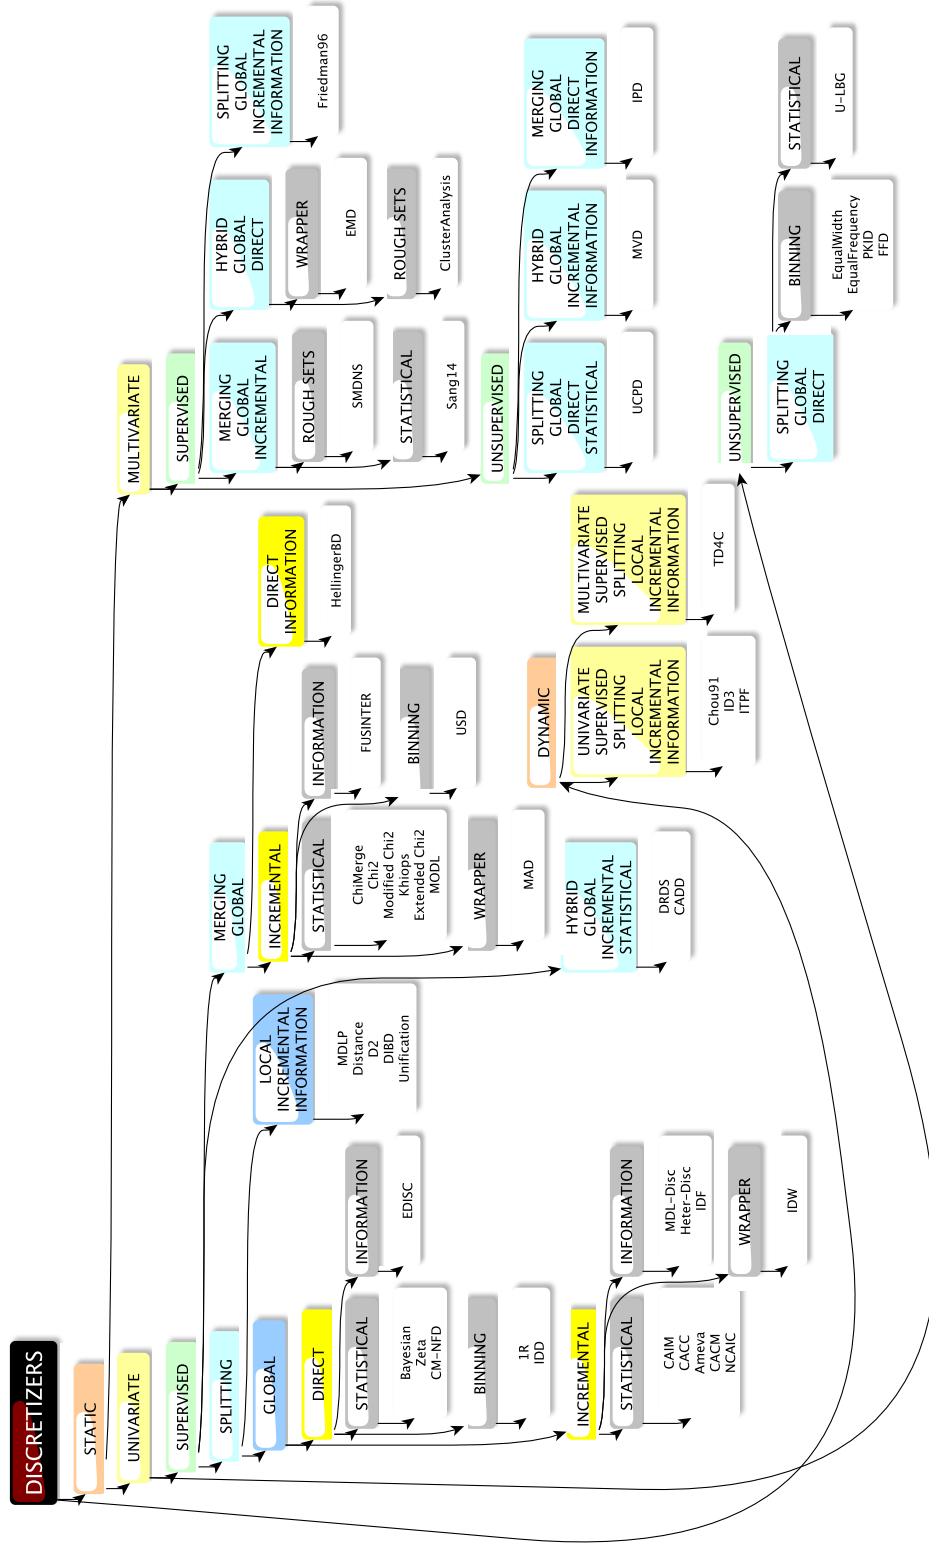 DISCRETIZERS
STATIC
UNIVARIATE
SUPERVISED
SPLITTING
GLOBAL
DIRECT
STATISTICAL
Bayesian
Zeta
CM-NFD
BINNING
1R
IDD
INFORMATION
EDISC
INCREMENTAL
STATISTICAL
CAIM
CACC
Ameva
CACM
NCAIC
INFORMATION
MDL-Disc
Heter-Disc
IDF
WRAPPER
IDW
LOCAL
INCREMENTAL
INFORMATION
MDLP
Distance
D2
DIBD
Unification
MERGING
GLOBAL
INCREMENTAL
STATISTICAL
ChiMerge
Chi2
Modified Chi2
Khiops
Extended Chi2
MODL
WRAPPER
MAD
INFORMATION
FUSINTER
BINNING
USD
DIRECT
INFORMATION
HellingerBD
HYBRID
GLOBAL
INCREMENTAL
STATISTICAL
DRDS
CADD
DYNAMIC
UNIVARIATE
SUPERVISED
SPLITTING
LOCAL
INCREMENTAL
INFORMATION
Chou91
ID3
ITPF
MULTIVARIATE
SUPERVISED
SPLITTING
LOCAL
INCREMENTAL
INFORMATION
TD4C
MULTIVARIATE
SUPERVISED
MERGING
GLOBAL
INCREMENTAL
ROUGH SETS
SMDNS
STATISTICAL
Sang14
HYBRID
GLOBAL
DIRECT
WRAPPER
EMD
ROUGH SETS
ClusterAnalysis
SPLITTING
GLOBAL
INCREMENTAL
INFORMATION
Friedman96
UNSUPERVISED
SPLITTING
GLOBAL
DIRECT
STATISTICAL
UCPD
HYBRID
GLOBAL
INCREMENTAL
INFORMATION
MVD
MERGING
GLOBAL
DIRECT
INFORMATION
IPD
UNSUPERVISED
SPLITTING
GLOBAL
DIRECT
BINNING
EqualWidth
EqualFrequency
PKID
FFD
STATISTICAL
U-LBG